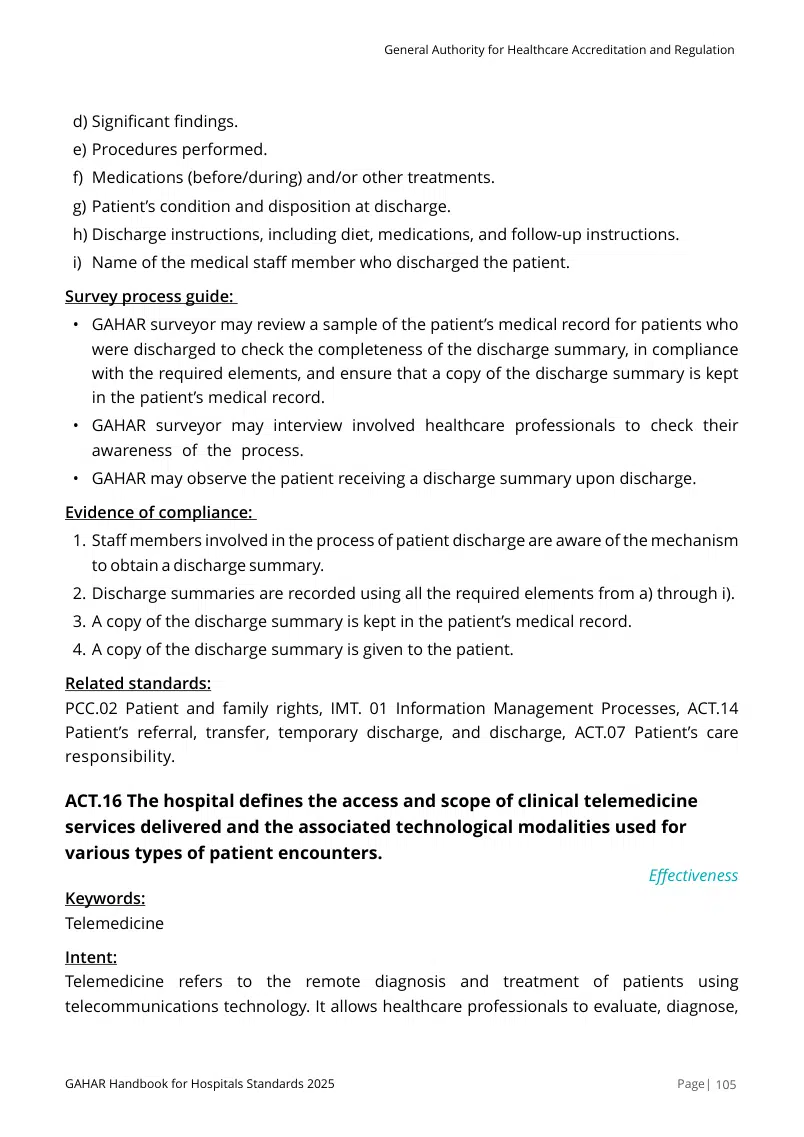 General Authority for Healthcare Accreditation and Regulation
d) Significant findings.
e) Procedures performed.
f) Medications (before/during) and/or other treatments.
g) Patient’s condition and disposition at discharge.
h) Discharge instructions, including diet, medications, and follow-up instructions.
i) Name of the medical staff member who discharged the patient.
Survey process guide:
• GAHAR surveyor may review a sample of the patient’s medical record for patients who
were discharged to check the completeness of the discharge summary, in compliance
with the required elements, and ensure that a copy of the discharge summary is kept
in the patient’s medical record.
• GAHAR surveyor may interview involved healthcare professionals to check their
awareness of the process.
• GAHAR may observe the patient receiving a discharge summary upon discharge.
Evidence of compliance:
1. Staff members involved in the process of patient discharge are aware of the mechanism
to obtain a discharge summary.
2. Discharge summaries are recorded using all the required elements from a) through i).
3. A copy of the discharge summary is kept in the patient’s medical record.
4. A copy of the discharge summary is given to the patient.
Related standards:
PCC.02 Patient and family rights, IMT. 01 Information Management Processes, ACT.14
Patient’s referral, transfer, temporary discharge, and discharge, ACT.07 Patient’s care
responsibility.
ACT.16 The hospital defines the access and scope of clinical telemedicine
services delivered and the associated technological modalities used for
various types of patient encounters.
Effectiveness
Keywords:
Telemedicine
Intent:
Telemedicine refers to the remote diagnosis and treatment of patients using
telecommunications technology. It allows healthcare professionals to evaluate, diagnose,
GAHAR Handbook for Hospitals Standards 2025
Page| 105